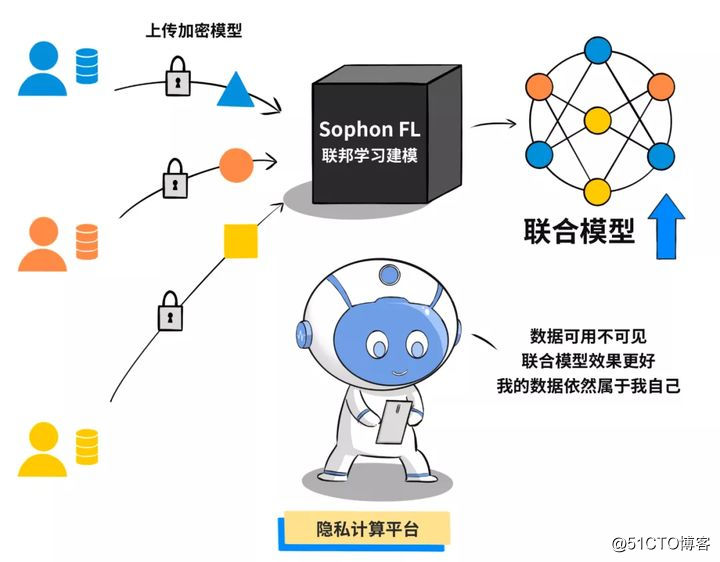 上传加密模型
Sophon FL
联邦学习建模
联合模型
数据可用不可见
联合模型效果更好
我的数据依然属于我自己
隐私计算平台
@51CTO博客